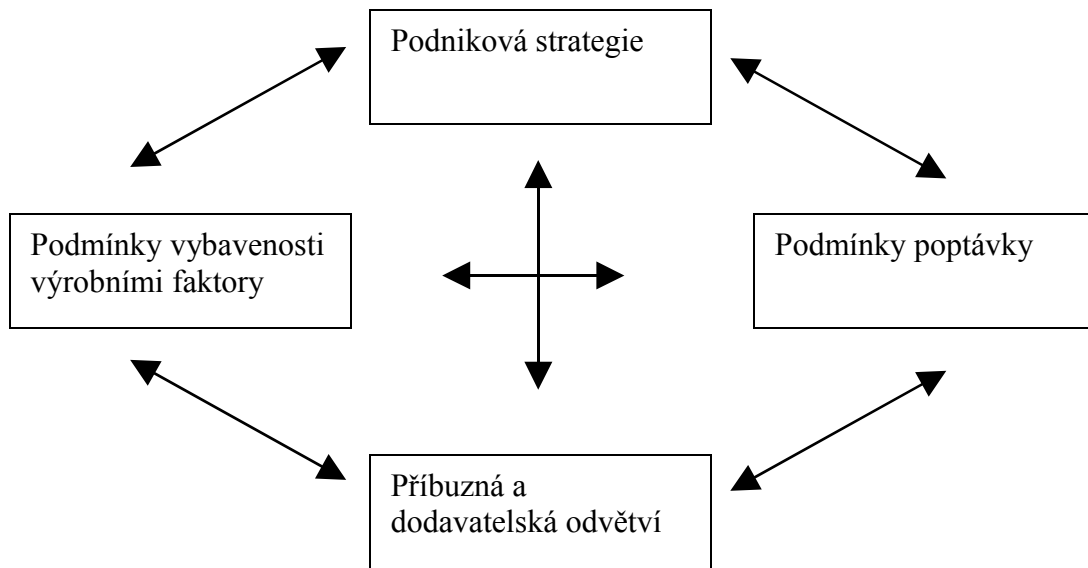 Podniková strategie
Podmínky vybavenosti
výrobními faktory
Podmínky poptávky
Příbuzná a
dodavatelská odvětví